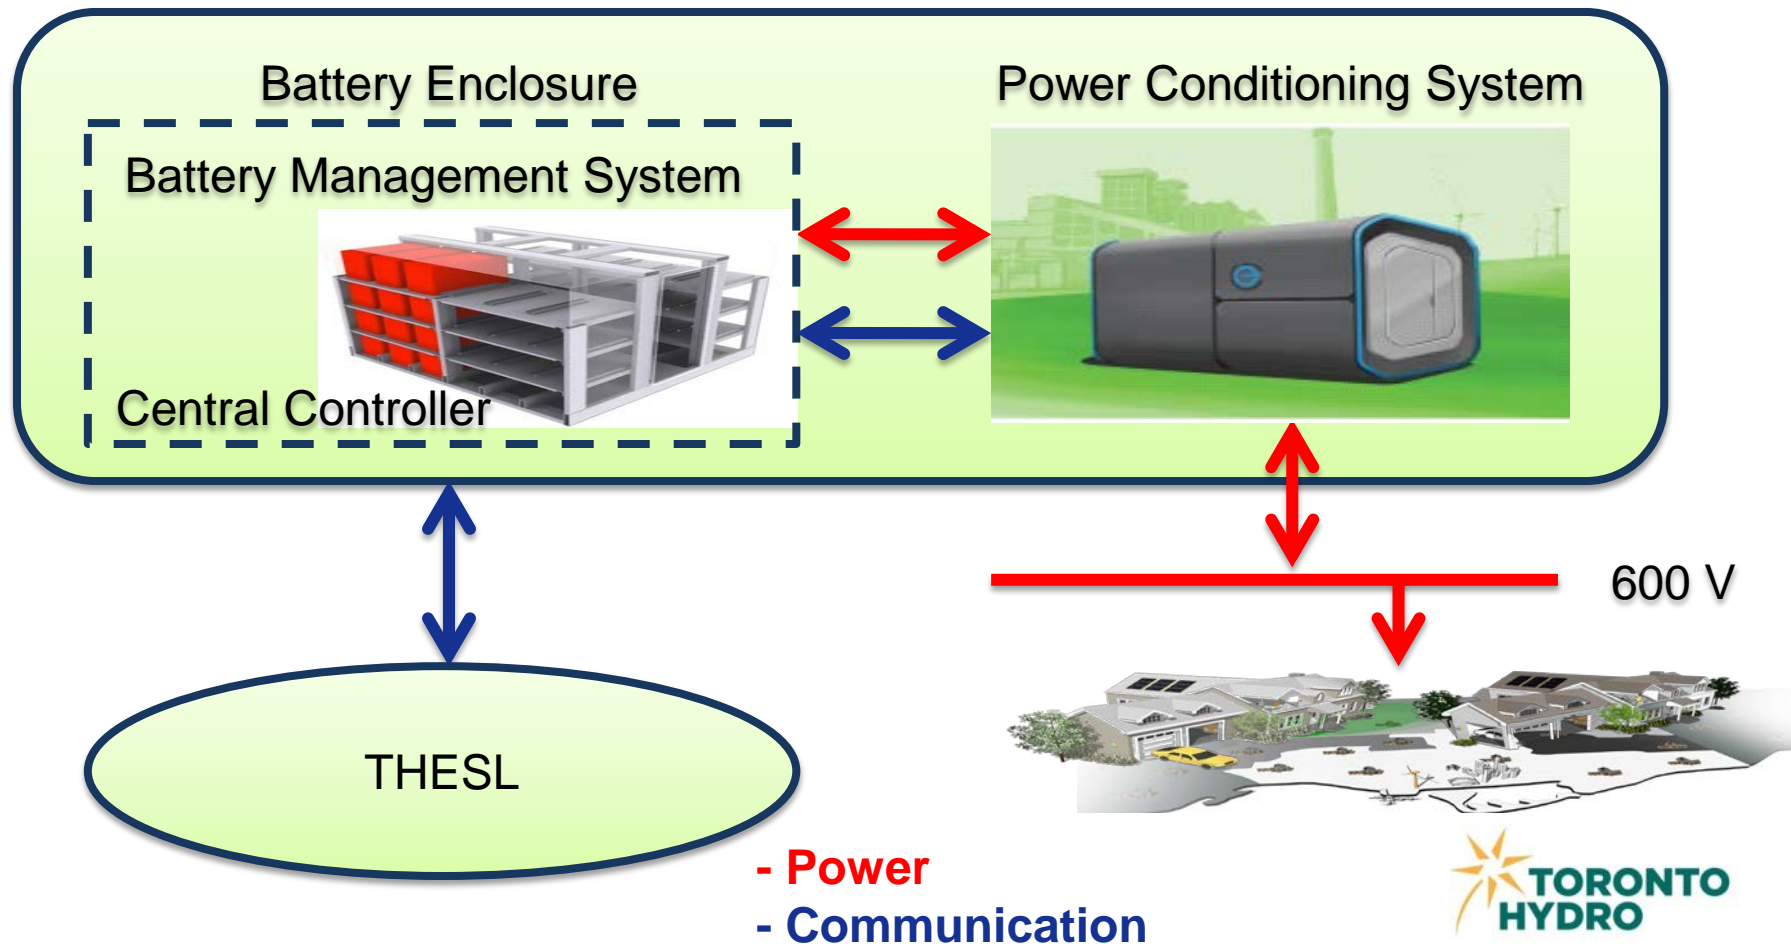 Battery Enclosure
Power Conditioning System
Battery Management System
Central Controller
600 V
THESL
- Power
- Communication
TORONTO
HYDRO